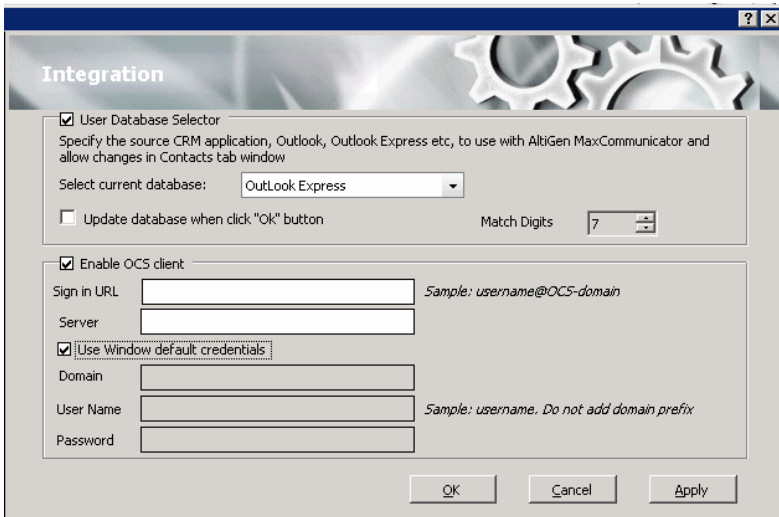 Integration
User Database Selector
Specify the source CRM application, Outlook, Outlook Express etc, to use with AltiGen MaxCommunicator and
allow changes in Contacts tab window
Select current database: OutLook Express
Update database when click "Ok" button Match Digits 7
Enable OCS client
Sign in URL Sample: username@OCS-domain
Server
Use Window default credentials
Domain
User Name Sample: username. Do not add domain prefix
Password
OK Cancel Apply